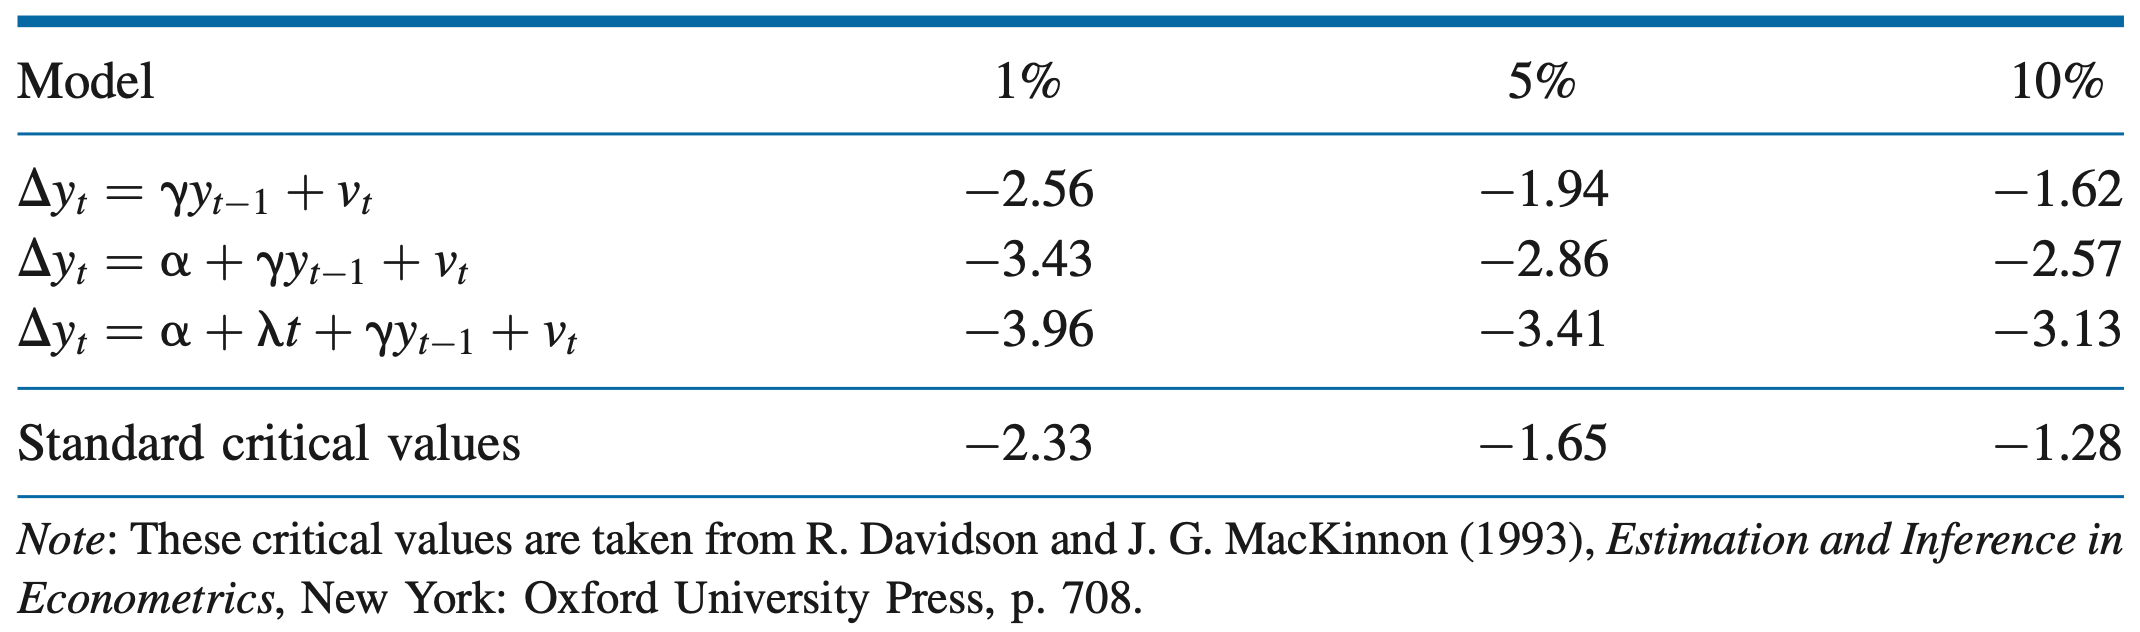 Model 1% 5% 10%
Δyₜ = γyₜ₋₁ + vₜ −2.56 −1.94 −1.62
Δyₜ = α + γyₜ₋₁ + vₜ −3.43 −2.86 −2.57
Δyₜ = α + λt + γyₜ₋₁ + vₜ −3.96 −3.41 −3.13
Standard critical values −2.33 −1.65 −1.28
Note: These critical values are taken from R. Davidson and J. G. MacKinnon (1993), Estimation and Inference in
Econometrics, New York: Oxford University Press, p. 708.